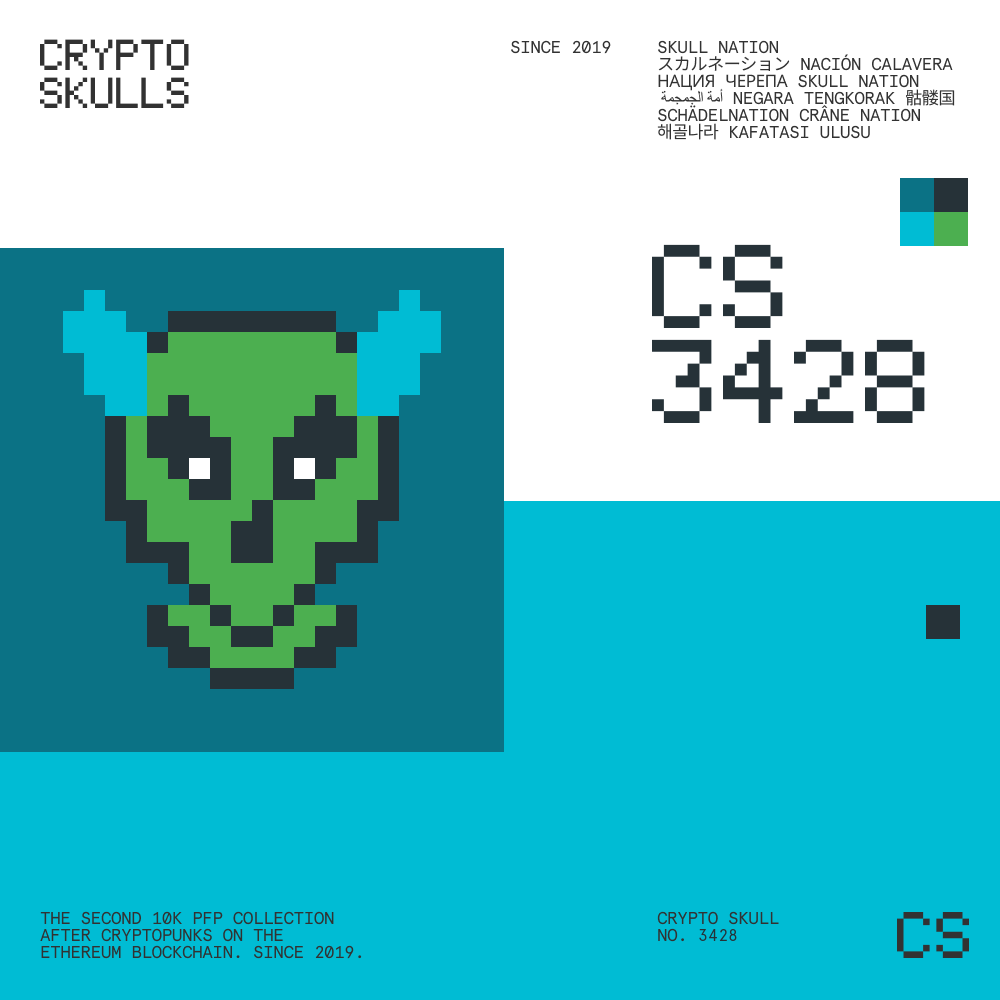 CRYPTO
SKULLS
SINCE 2019
SKULL NATION
スカルネーション NACIÓN CALAVERA
НАЦИЯ ЧЕРЕПА SKULL NATION
أمة الجمجمة NEGARA TENGKORAK 骷髅国
SCHÄDELNATION CRÂNE NATION
해골나라 KAFATASI ULUSU
CS
3428
THE SECOND 10K PFP COLLECTION
AFTER CRYPTOPUNKS ON THE
ETHEREUM BLOCKCHAIN. SINCE 2019.
CRYPTO SKULL
NO. 3428
CS